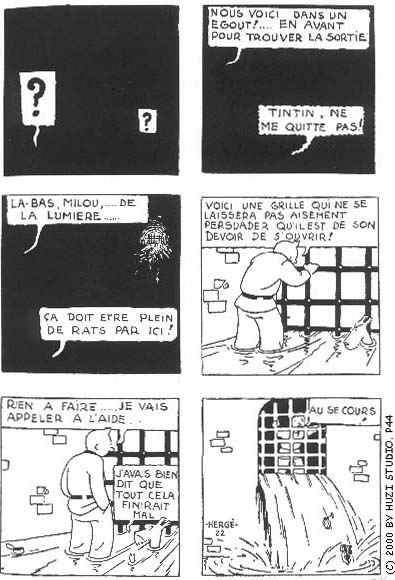 ?
?
NOUS VOICI DANS UN
EGOUT!.... EN AVANT
POUR TROUVER LA SORTIE
TINTIN, NE
ME QUITTE PAS!
LA-BAS, MILOU,.... DE
LA LUMIERE......
ÇA DOIT ETRE PLEIN
DE RATS PAR ICI!
VOICI UNE GRILLE QUI NE SE
LAISSERA PAS AISEMENT
PERSUADER QU'IL EST DE SON
DEVOIR DE S'OUVRIR!
RIEN A FAIRE.....JE VAIS
APPELER A L'AIDE...
J'AVAIS BIEN
DIT QUE
TOUT CELA
FINIRAIT
MAL
AU SECOURS
-HERGÉ-
22
(C) 2000 BY HUZI STUDIO. P44